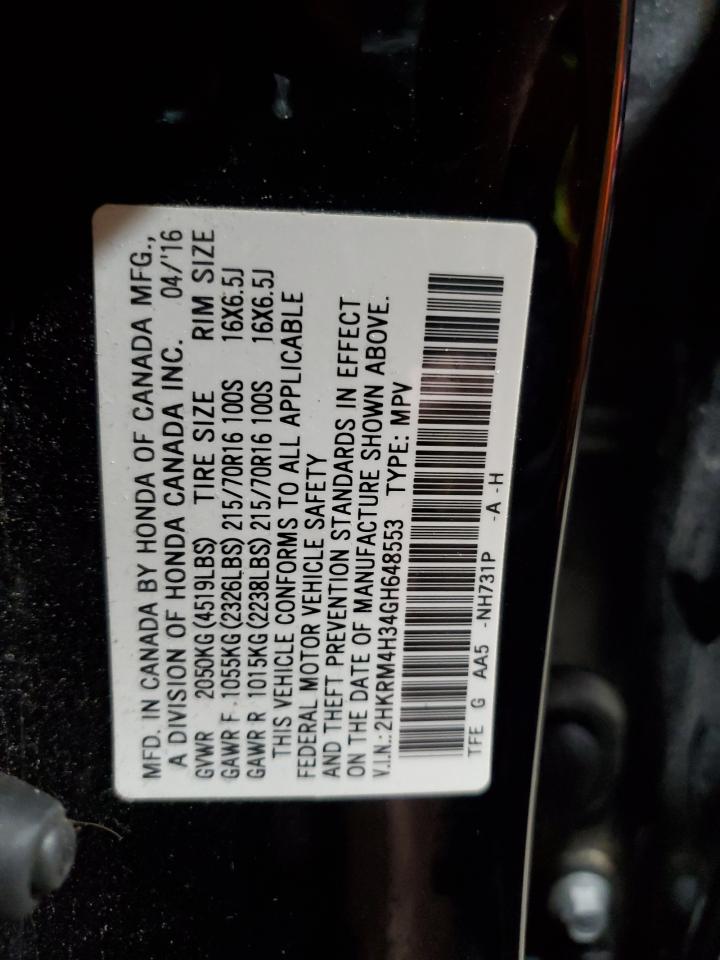 MFD. IN CANADA BY HONDA OF CANADA MFG.,
A DIVISION OF HONDA CANADA INC. 04/'16
GVWR 2050KG(4519LBS) TIRE SIZE RIM SIZE
GAWR F 1055KG(2326LBS) 215/70R16 100S 16X6.5J
GAWR R 1015KG(2238LBS) 215/70R16 100S 16X6.5J
THIS VEHICLE CONFORMS TO ALL APPLICABLE
FEDERAL MOTOR VEHICLE SAFETY
AND THEFT PREVENTION STANDARDS IN EFFECT
ON THE DATE OF MANUFACTURE SHOWN ABOVE.
V.I.N.: 2HKRM4H34GH648553 TYPE: MPV
TFE G AA5 -NH731P -A -H